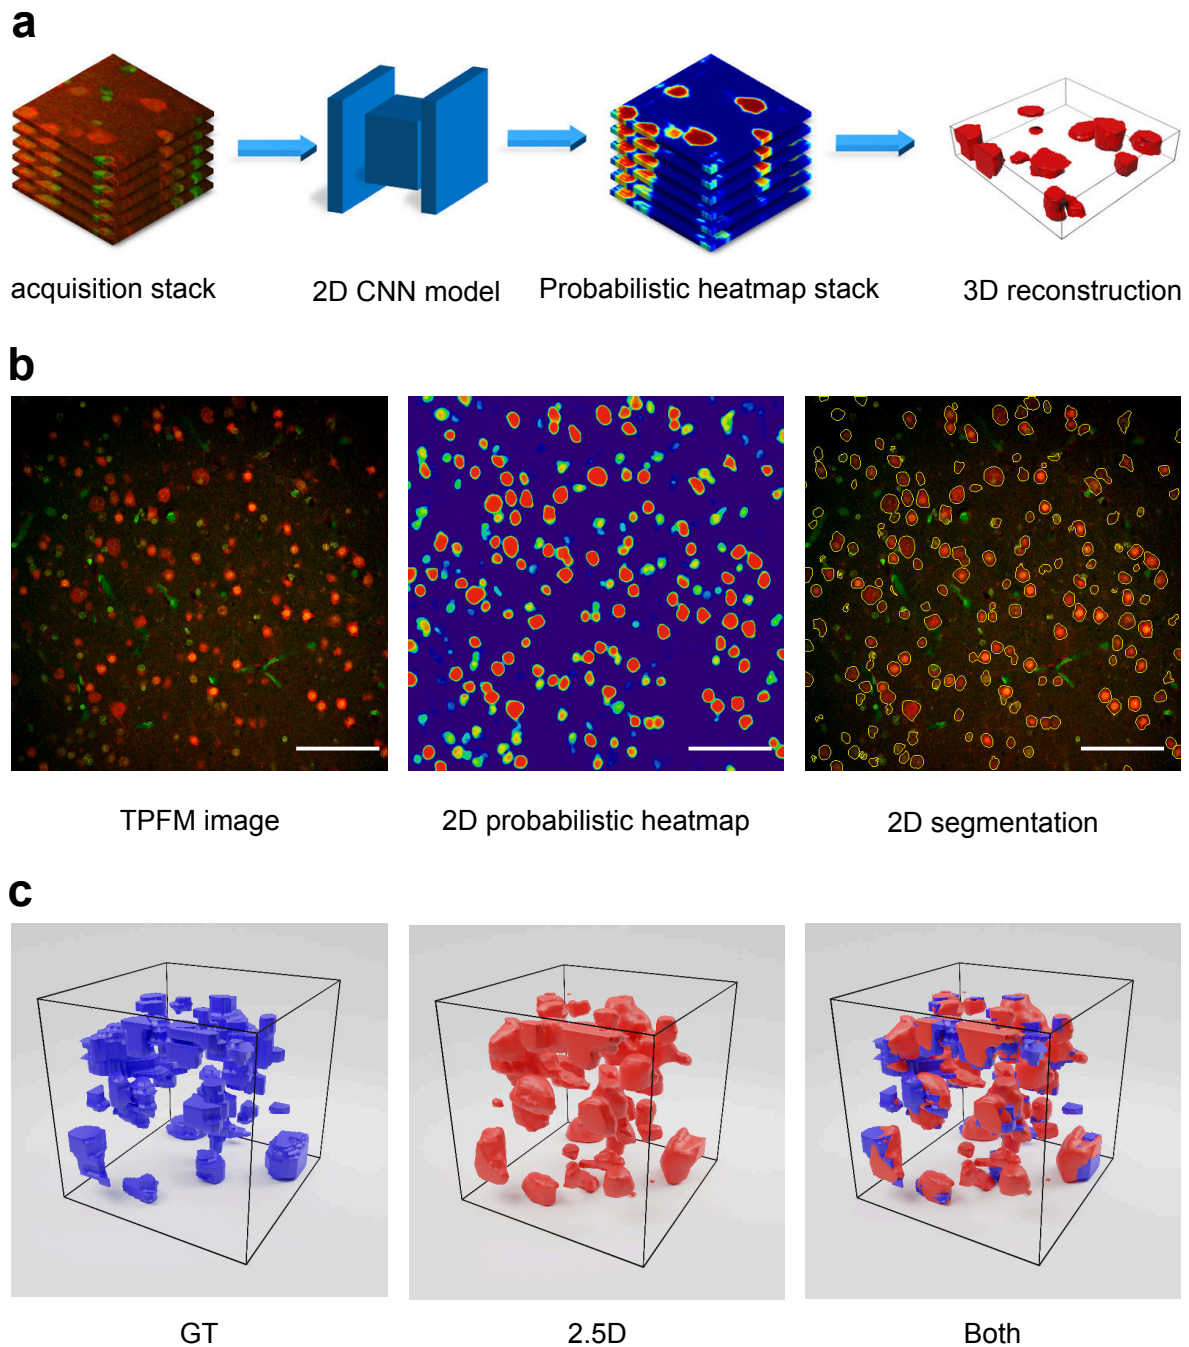 a
acquisition stack
2D CNN model
Probabilistic heatmap stack
3D reconstruction
b
TPFM image
2D probabilistic heatmap
2D segmentation
c
GT
2.5D
Both